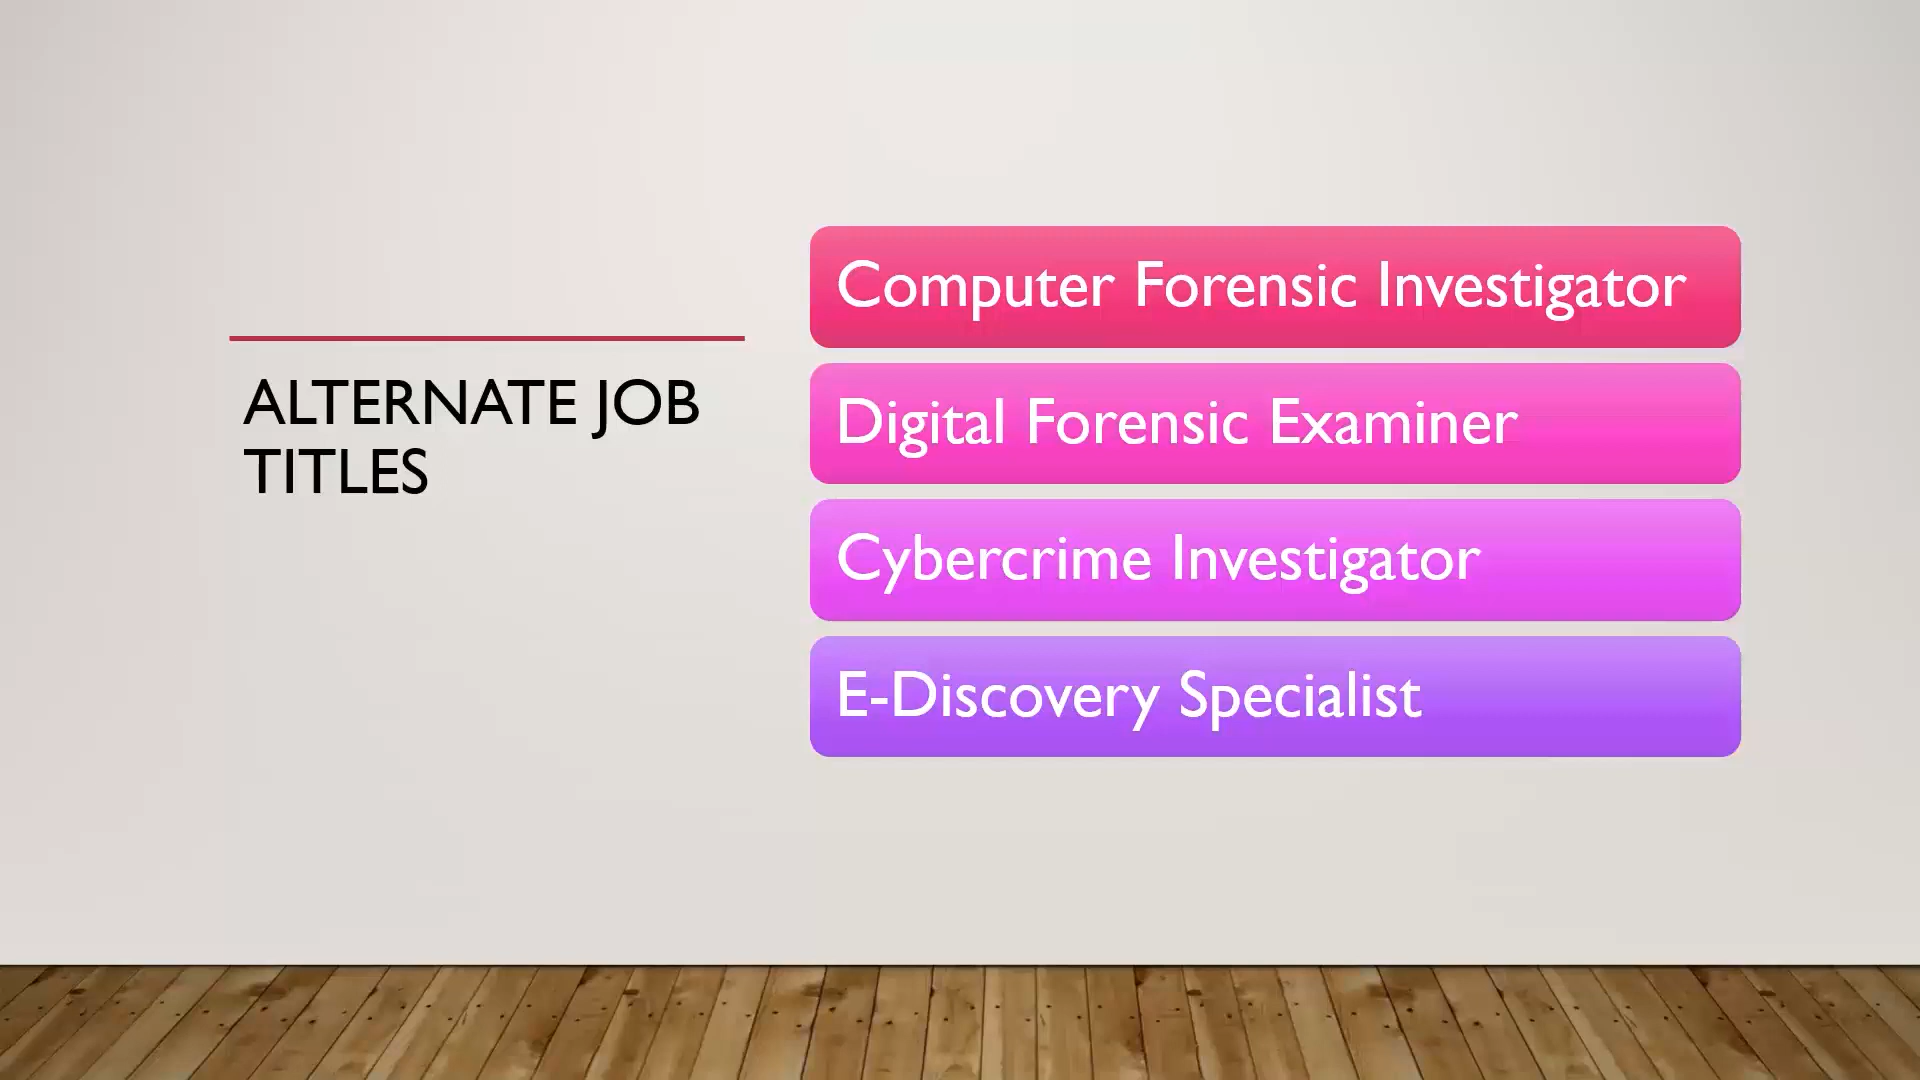 ALTERNATE JOB
TITLES
Computer Forensic Investigator
Digital Forensic Examiner
Cybercrime Investigator
E-Discovery Specialist